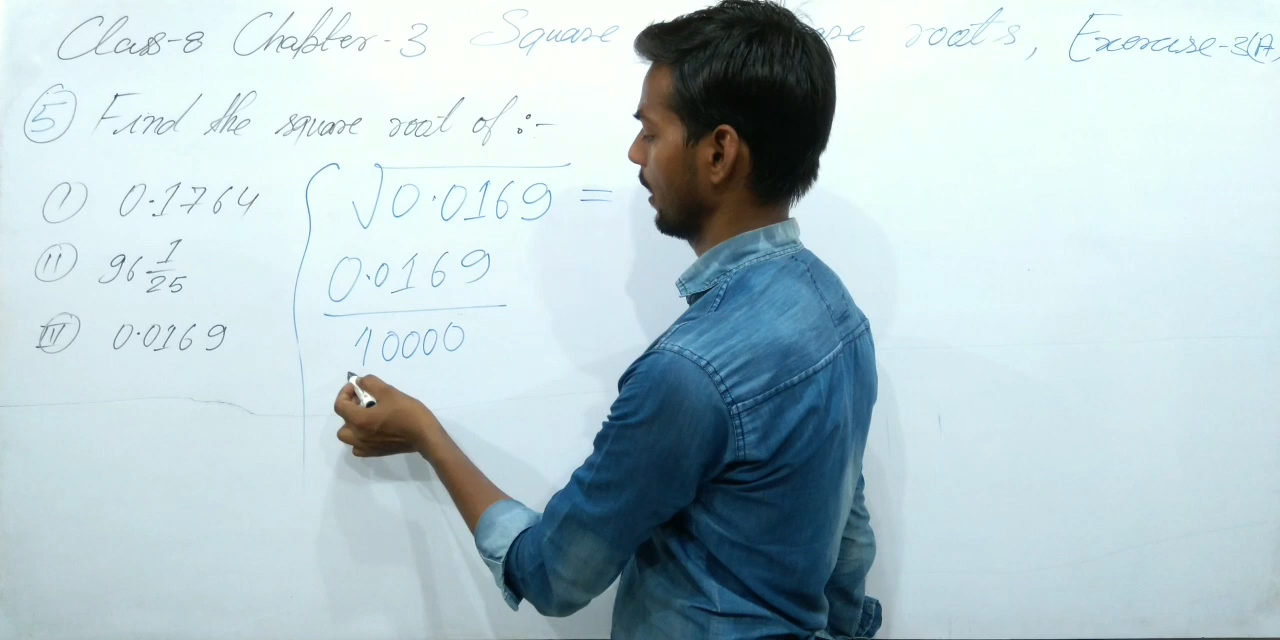 Class-8 Chapter-3 Square roots, Exercise-3(A)
⑤ Find the square root of :-
(I) 0.1764
(II) 96 1/25
(III) 0.0169
√0.0169 =
0.0169
10000